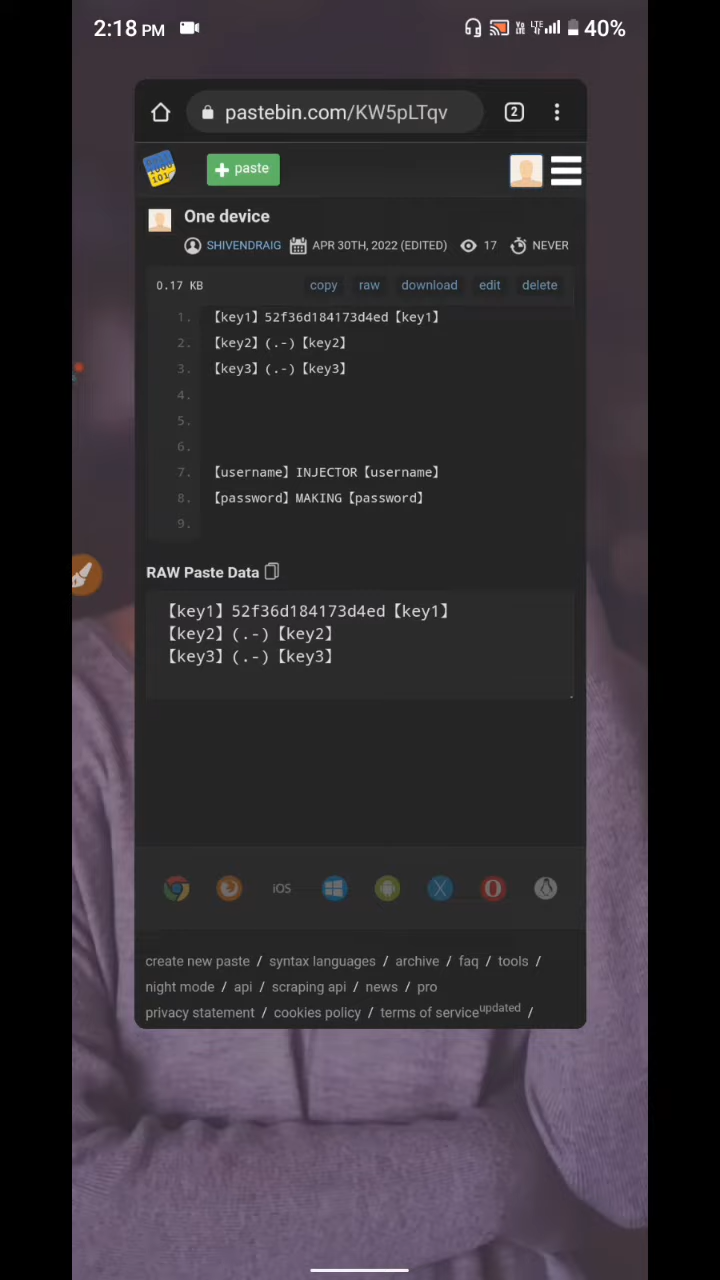 2:18 PM
Vo LTE LTE 40%
pastebin.com/KW5pLTqv
2
+ paste
One device
SHIVENDRAIG APR 30TH, 2022 (EDITED) 17 NEVER
0.17 KB copy raw download edit delete
1. 【key1】52f36d184173d4ed【key1】
2. 【key2】(.-)【key2】
3. 【key3】(.-)【key3】
4.
5.
6.
7. 【username】INJECTOR【username】
8. 【password】MAKING【password】
9.
RAW Paste Data
【key1】52f36d184173d4ed【key1】
【key2】(.-)【key2】
【key3】(.-)【key3】
iOS
create new paste / syntax languages / archive / faq / tools /
night mode / api / scraping api / news / pro
privacy statement / cookies policy / terms of service updated /